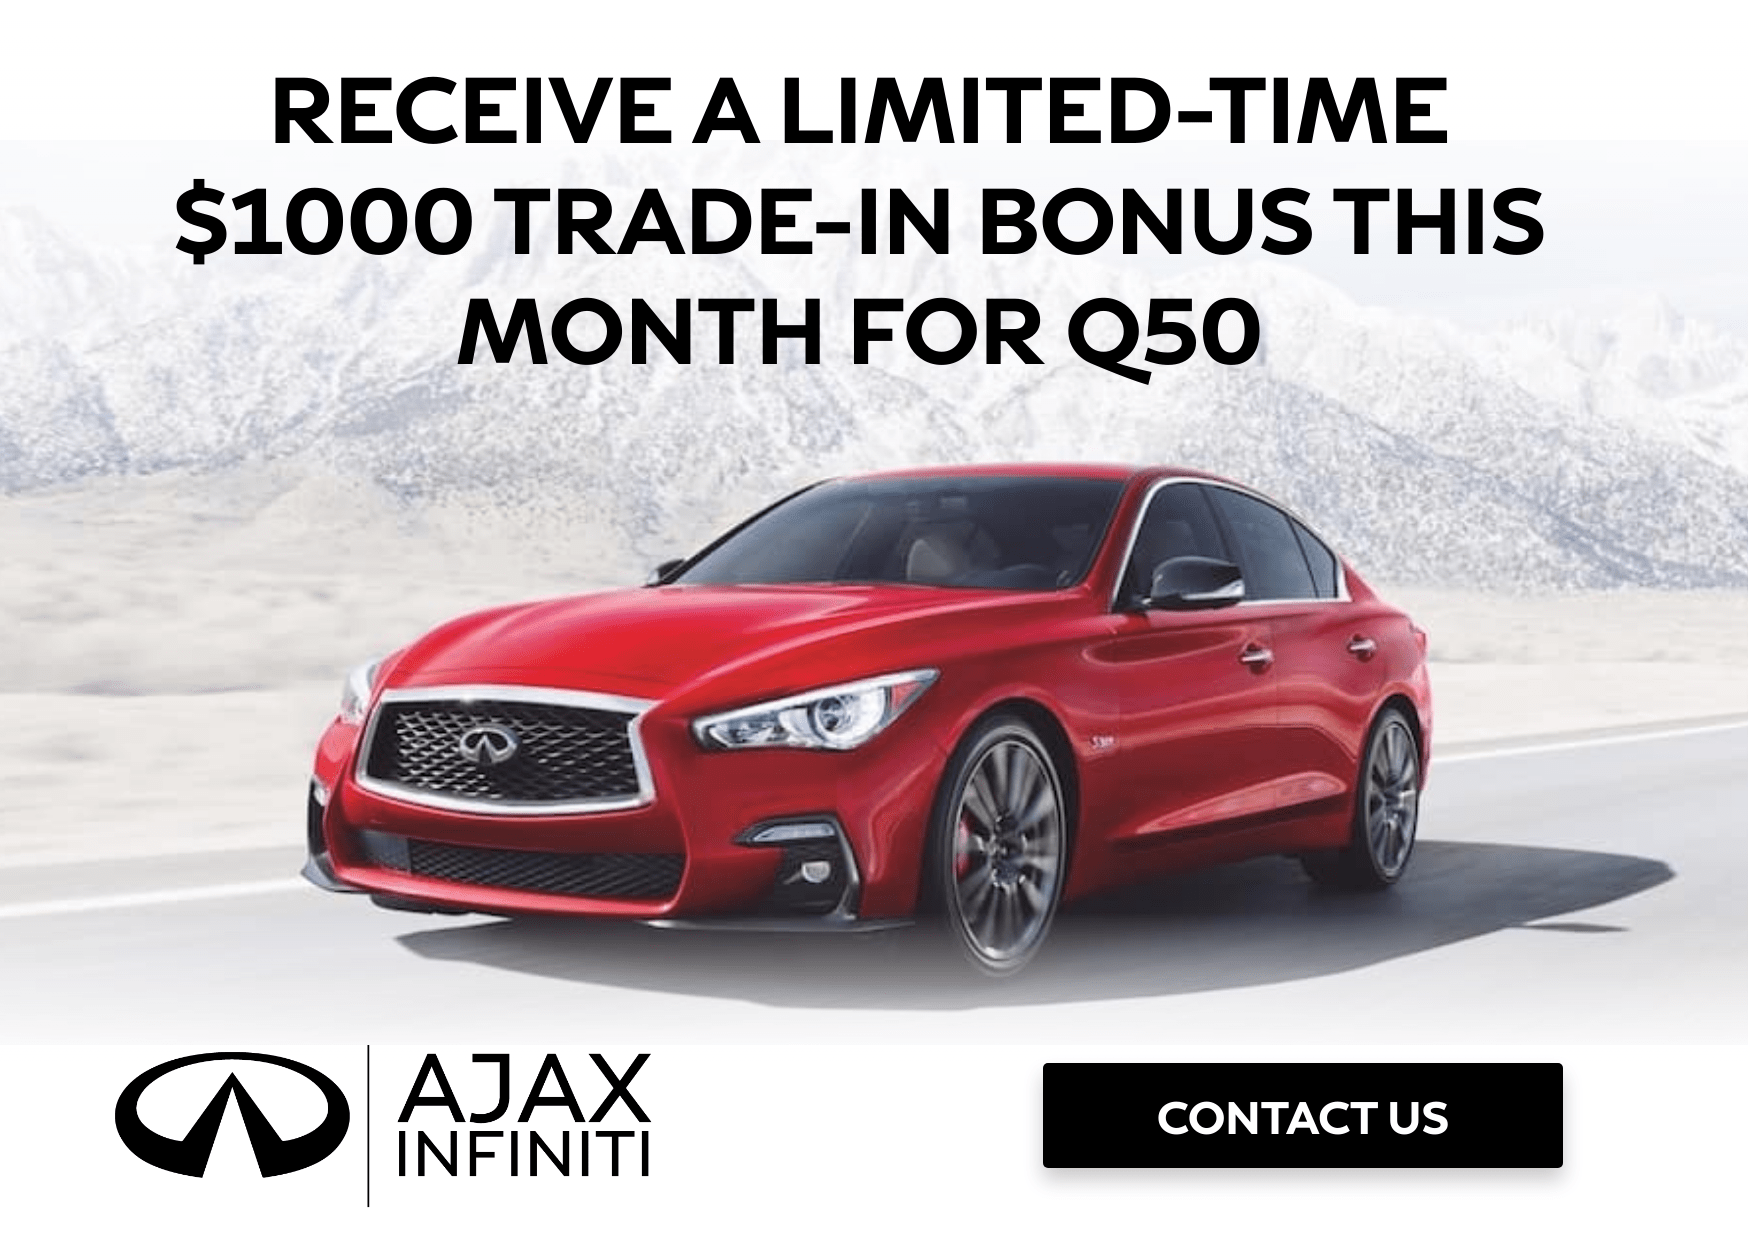 RECEIVE A LIMITED-TIME
$1000 TRADE-IN BONUS THIS
MONTH FOR Q50
AJAX
INFINITI
CONTACT US